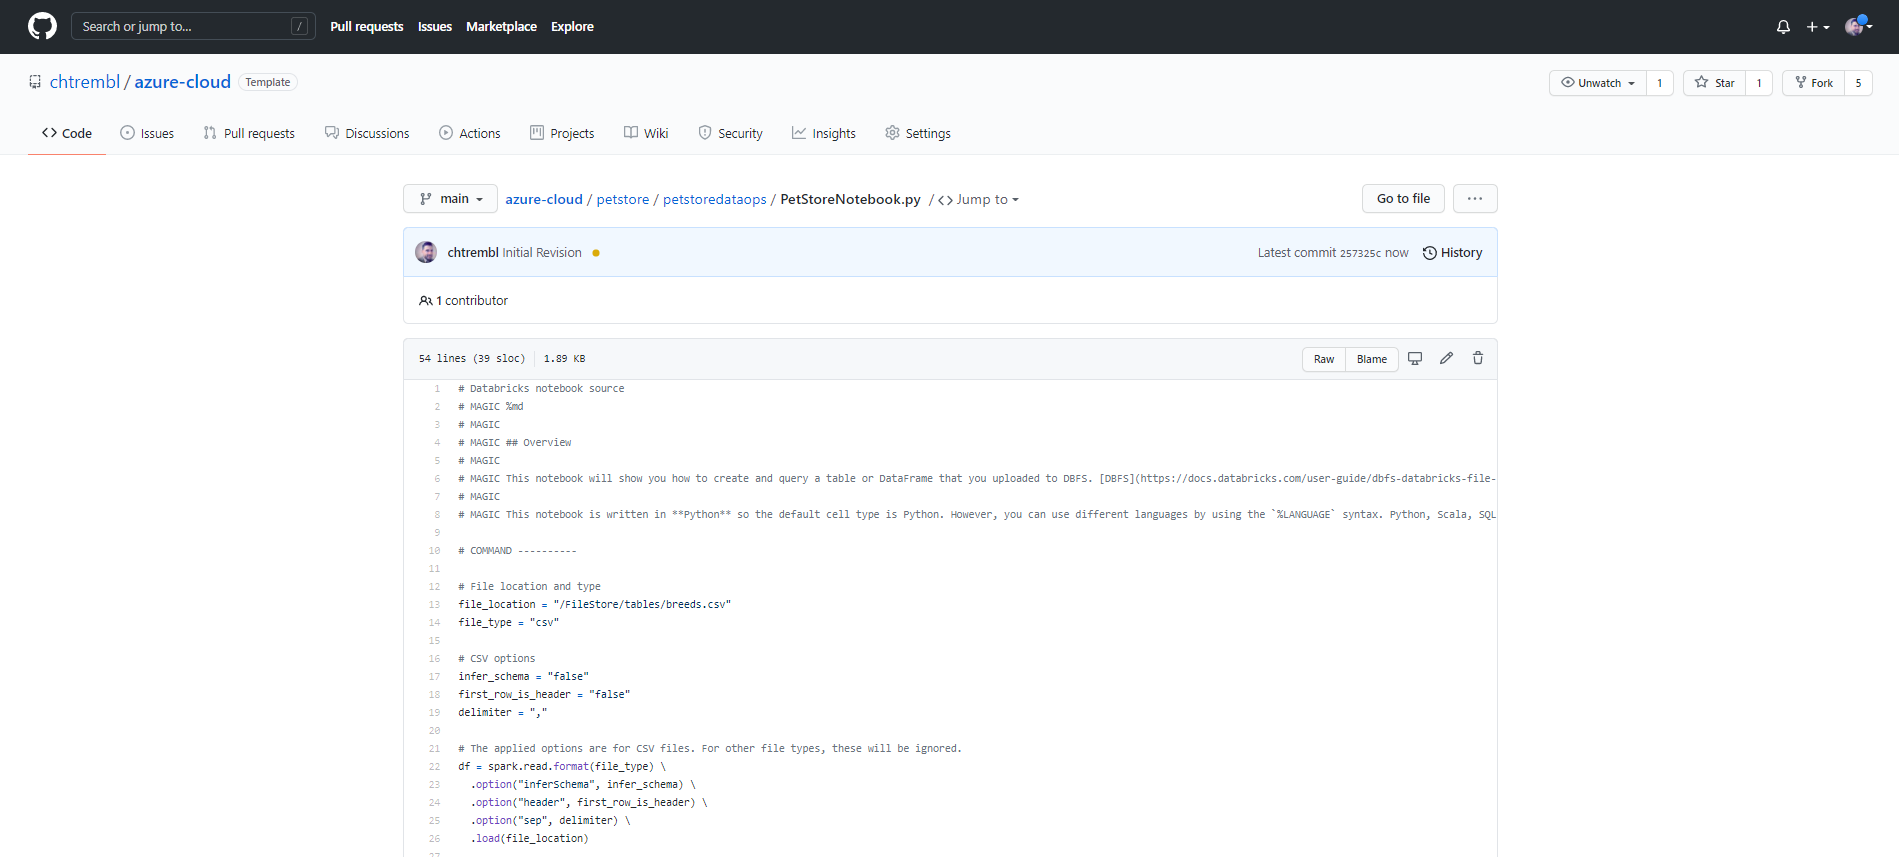 Search or jump to... /
Pull requests Issues Marketplace Explore
chtrembl / azure-cloud Template
Unwatch 1 Star 1 Fork 5
Code Issues Pull requests Discussions Actions Projects Wiki Security Insights Settings
main azure-cloud / petstore / petstoredataops / PetStoreNotebook.py / <> Jump to
Go to file ...
chtrembl Initial Revision
Latest commit 257325c now History
1 contributor
54 lines (39 sloc) 1.89 KB
Raw Blame
1 # Databricks notebook source
2 # MAGIC %md
3 # MAGIC
4 # MAGIC ## Overview
5 # MAGIC
6 # MAGIC This notebook will show you how to create and query a table or DataFrame that you uploaded to DBFS. [DBFS](https://docs.databricks.com/user-guide/dbfs-databricks-file-
7 # MAGIC
8 # MAGIC This notebook is written in **Python** so the default cell type is Python. However, you can use different languages by using the `%LANGUAGE` syntax. Python, Scala, SQL
9
10 # COMMAND ----------
11
12 # File location and type
13 file_location = "/FileStore/tables/breeds.csv"
14 file_type = "csv"
15
16 # CSV options
17 infer_schema = "false"
18 first_row_is_header = "false"
19 delimiter = ","
20
21 # The applied options are for CSV files. For other file types, these will be ignored.
22 df = spark.read.format(file_type) \
23 .option("inferSchema", infer_schema) \
24 .option("header", first_row_is_header) \
25 .option("sep", delimiter) \
26 .load(file_location)
27